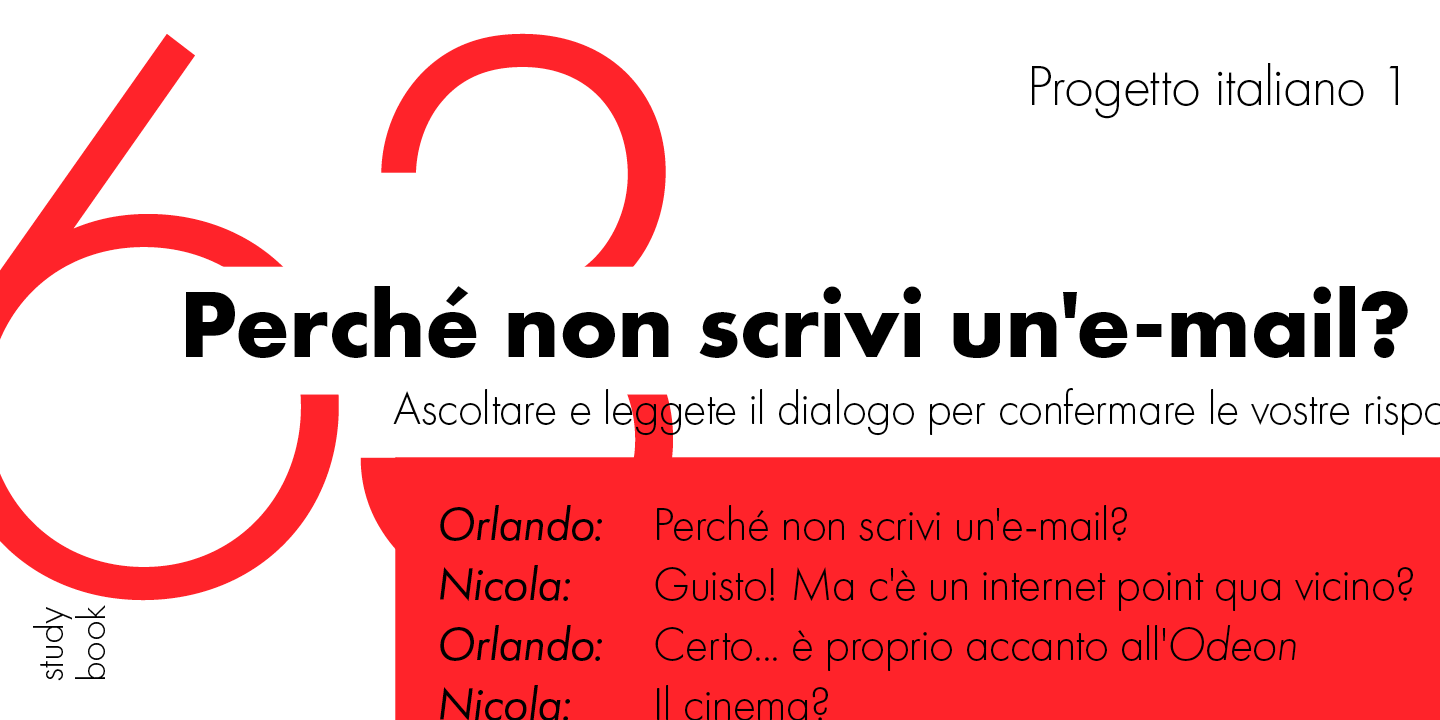 63
Progetto italiano 1
Perché non scrivi un'e-mail?
Ascoltare e leggete il dialogo per confermare le vostre rispo
Orlando: Perché non scrivi un'e-mail?
Nicola: Guisto! Ma c'è un internet point qua vicino?
Orlando: Certo... è proprio accanto all'Odeon
Nicola: Il cinema?
study
book